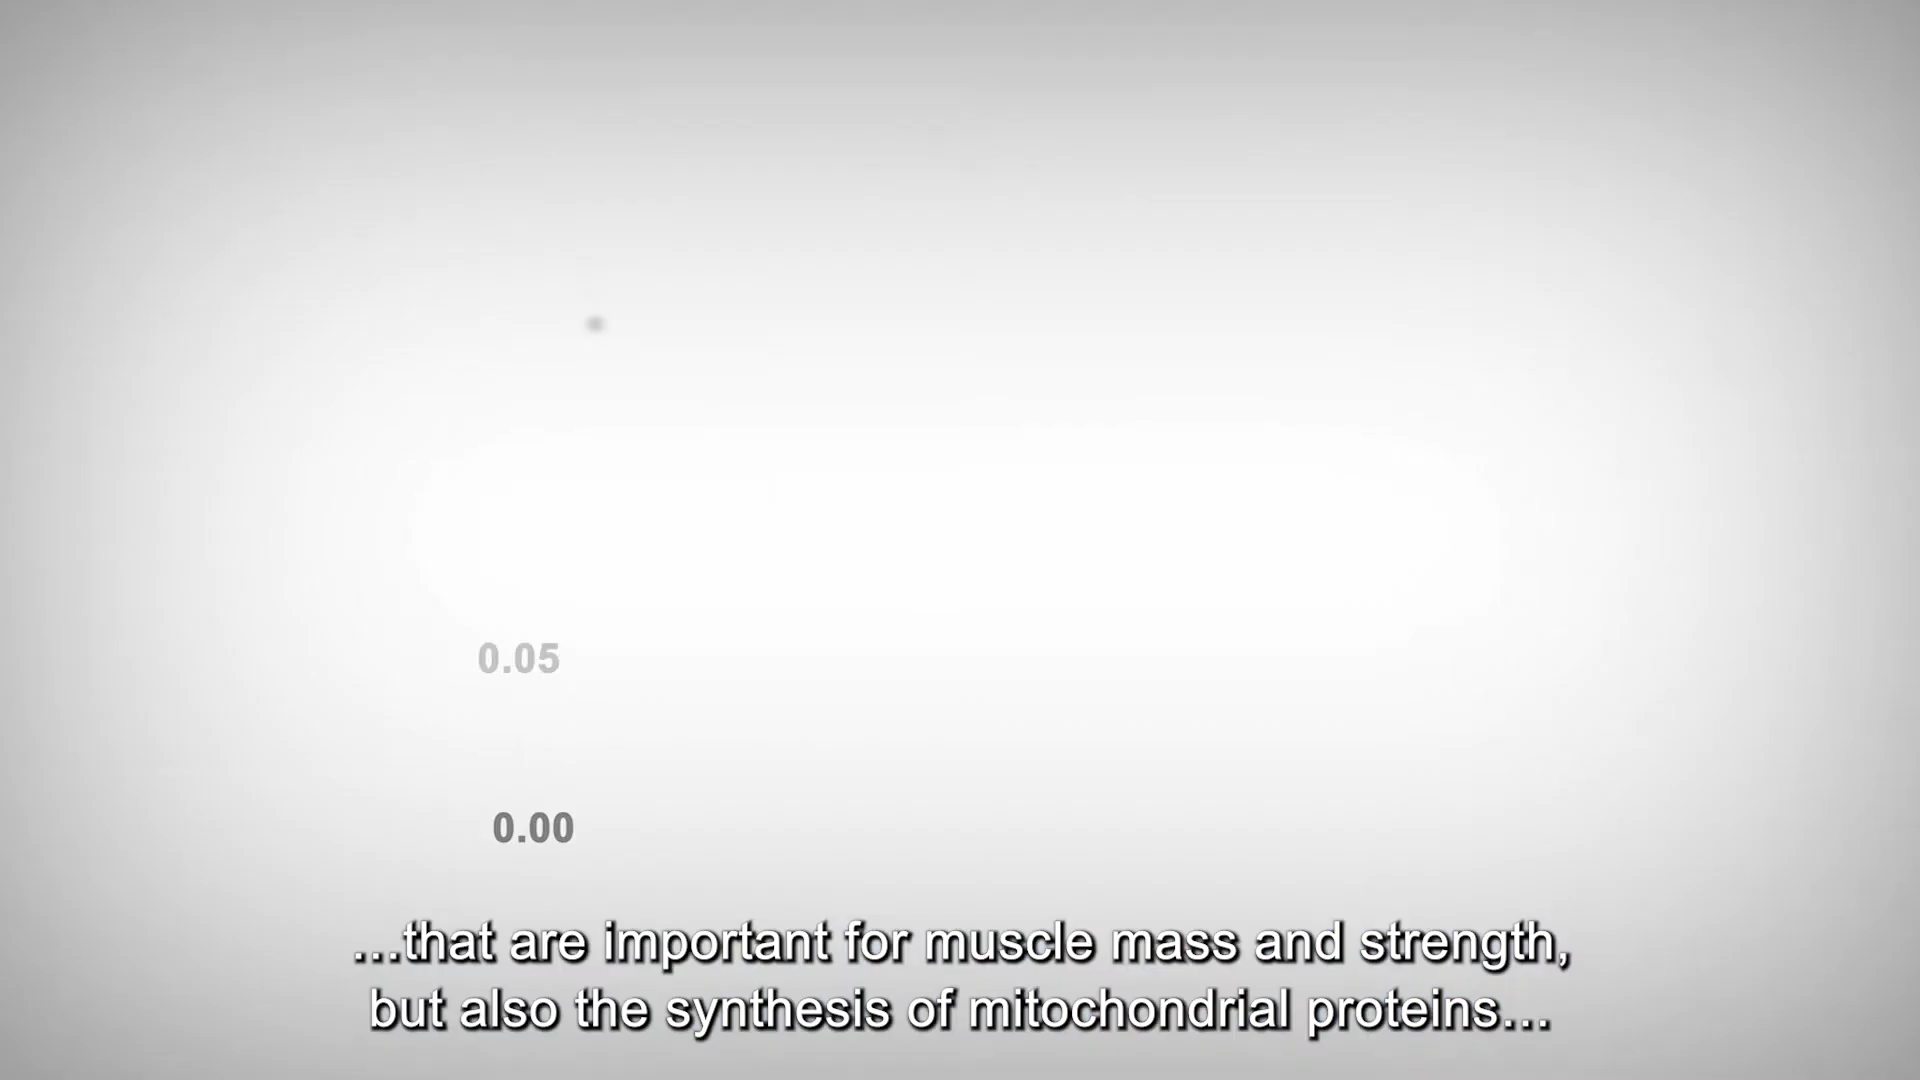 0.05
0.00
...that are important for muscle mass and strength,
but also the synthesis of mitochondrial proteins...